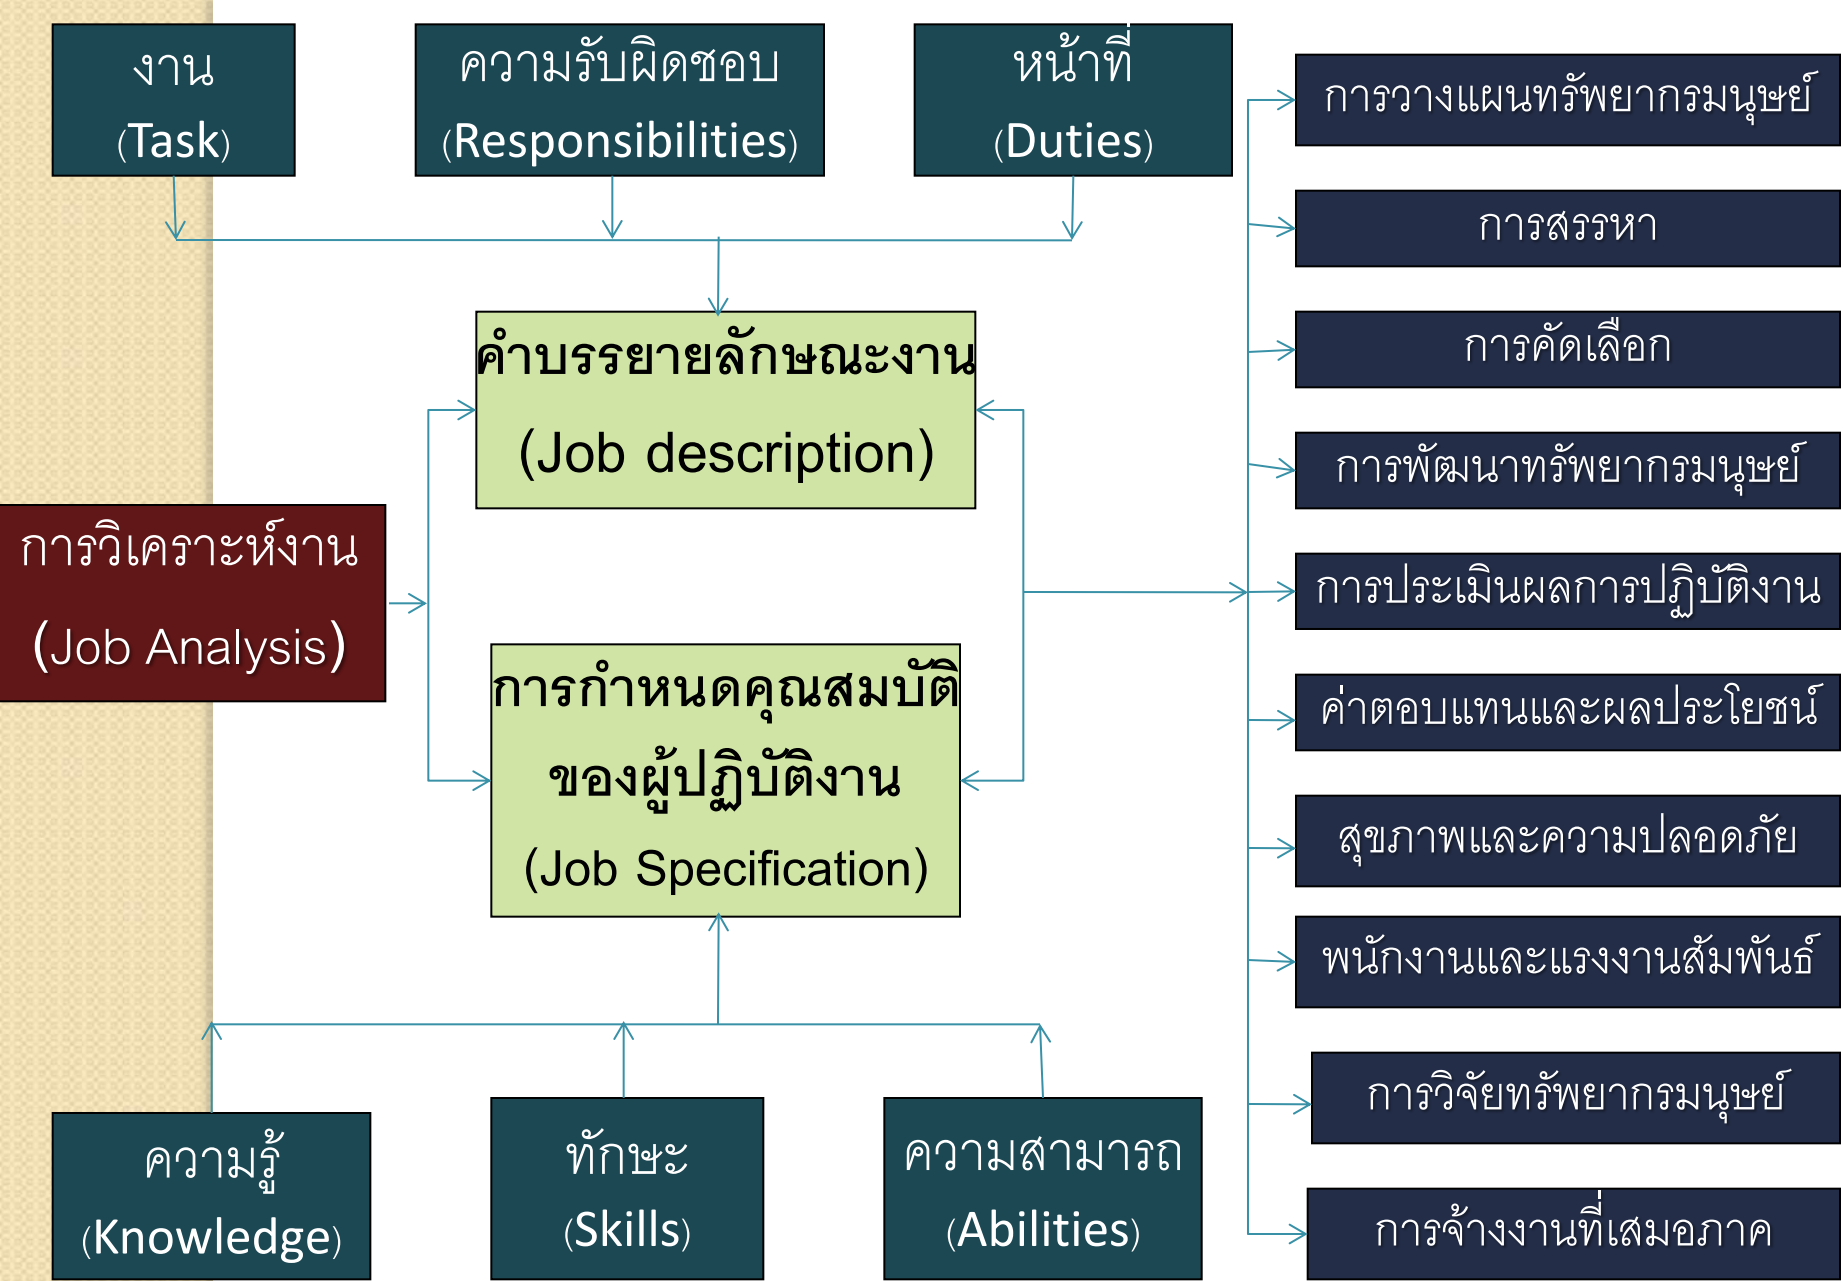 งาน
(Task)
ความรับผิดชอบ
(Responsibilities)
หน้าที่
(Duties)
คำบรรยายลักษณะงาน
(Job description)
การวิเคราะห์งาน
(Job Analysis)
การกำหนดคุณสมบัติ
ของผู้ปฏิบัติงาน
(Job Specification)
ความรู้
(Knowledge)
ทักษะ
(Skills)
ความสามารถ
(Abilities)
การวางแผนทรัพยากรมนุษย์
การสรรหา
การคัดเลือก
การพัฒนาทรัพยากรมนุษย์
การประเมินผลการปฏิบัติงาน
ค่าตอบแทนและผลประโยชน์
สุขภาพและความปลอดภัย
พนักงานและแรงงานสัมพันธ์
การวิจัยทรัพยากรมนุษย์
การจ้างงานที่เสมอภาค